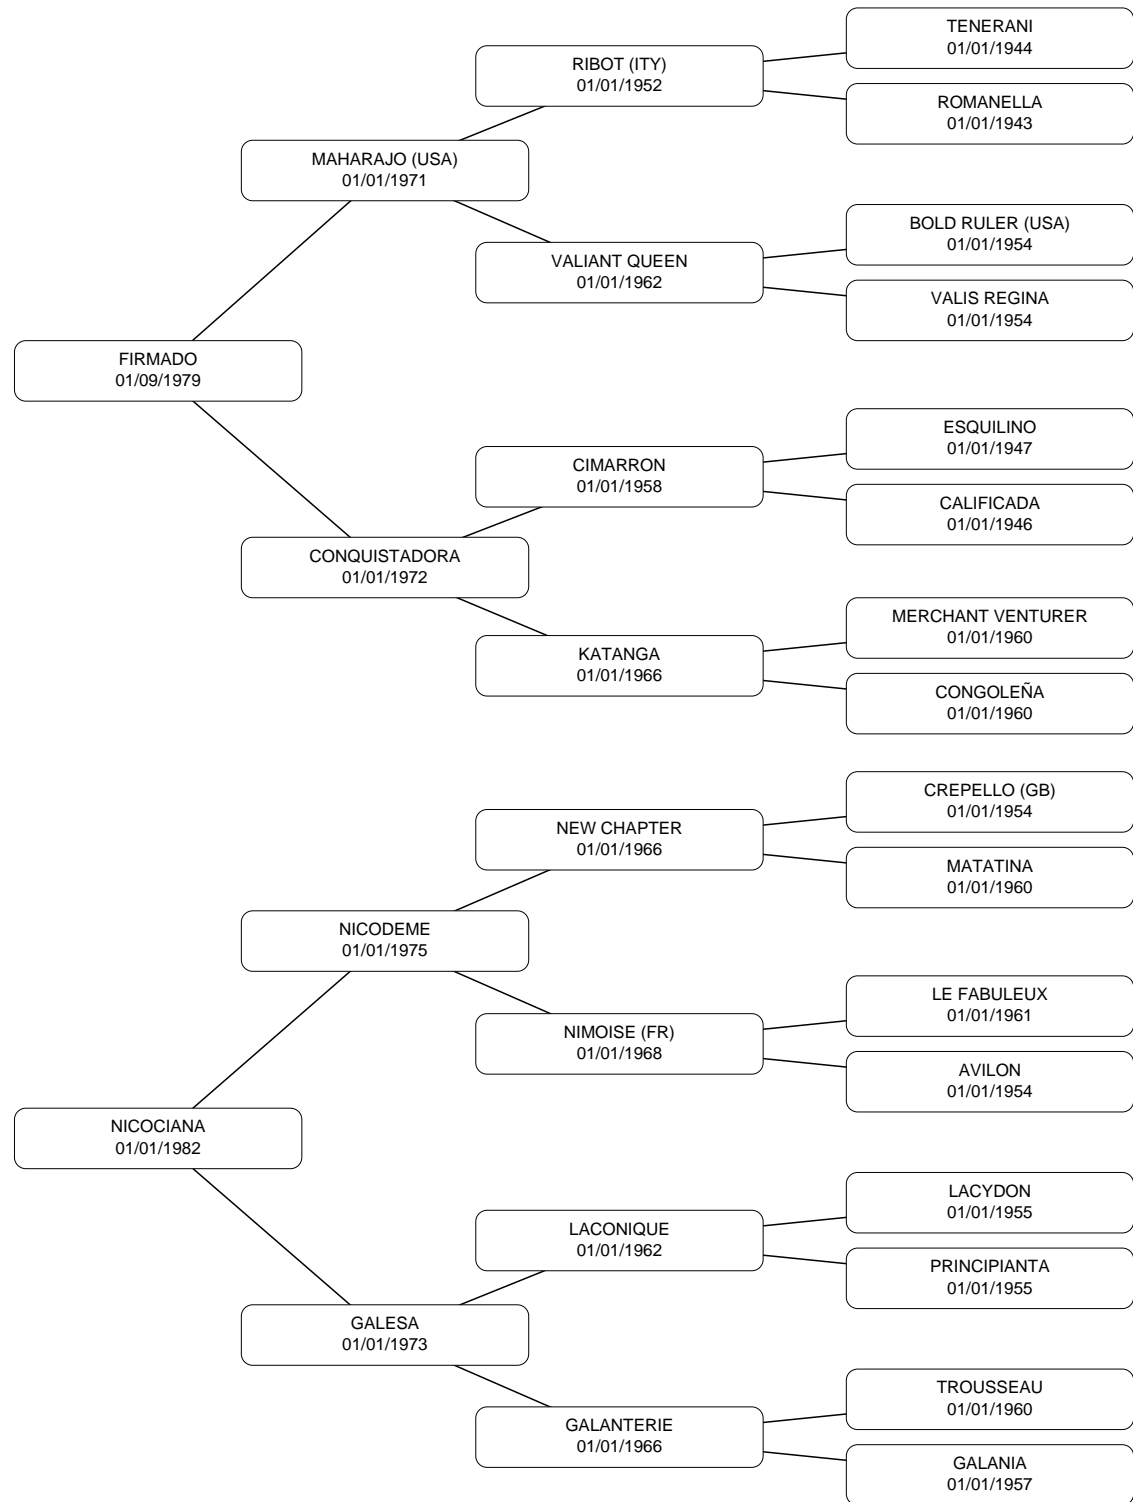 TENERANI
01/01/1944
RIBOT (ITY)
01/01/1952
ROMANELLA
01/01/1943
MAHARAJO (USA)
01/01/1971
BOLD RULER (USA)
01/01/1954
VALIANT QUEEN
01/01/1962
VALIS REGINA
01/01/1954
FIRMADO
01/09/1979
ESQUILINO
01/01/1947
CIMARRON
01/01/1958
CALIFICADA
01/01/1946
CONQUISTADORA
01/01/1972
MERCHANT VENTURER
01/01/1960
KATANGA
01/01/1966
CONGOLEÑA
01/01/1960
CREPELLO (GB)
01/01/1954
NEW CHAPTER
01/01/1966
MATATINA
01/01/1960
NICODEME
01/01/1975
LE FABULEUX
01/01/1961
NIMOISE (FR)
01/01/1968
AVILON
01/01/1954
NICOCIANA
01/01/1982
LACYDON
01/01/1955
LACONIQUE
01/01/1962
PRINCIPIANTA
01/01/1955
GALESA
01/01/1973
TROUSSEAU
01/01/1960
GALANTERIE
01/01/1966
GALANIA
01/01/1957